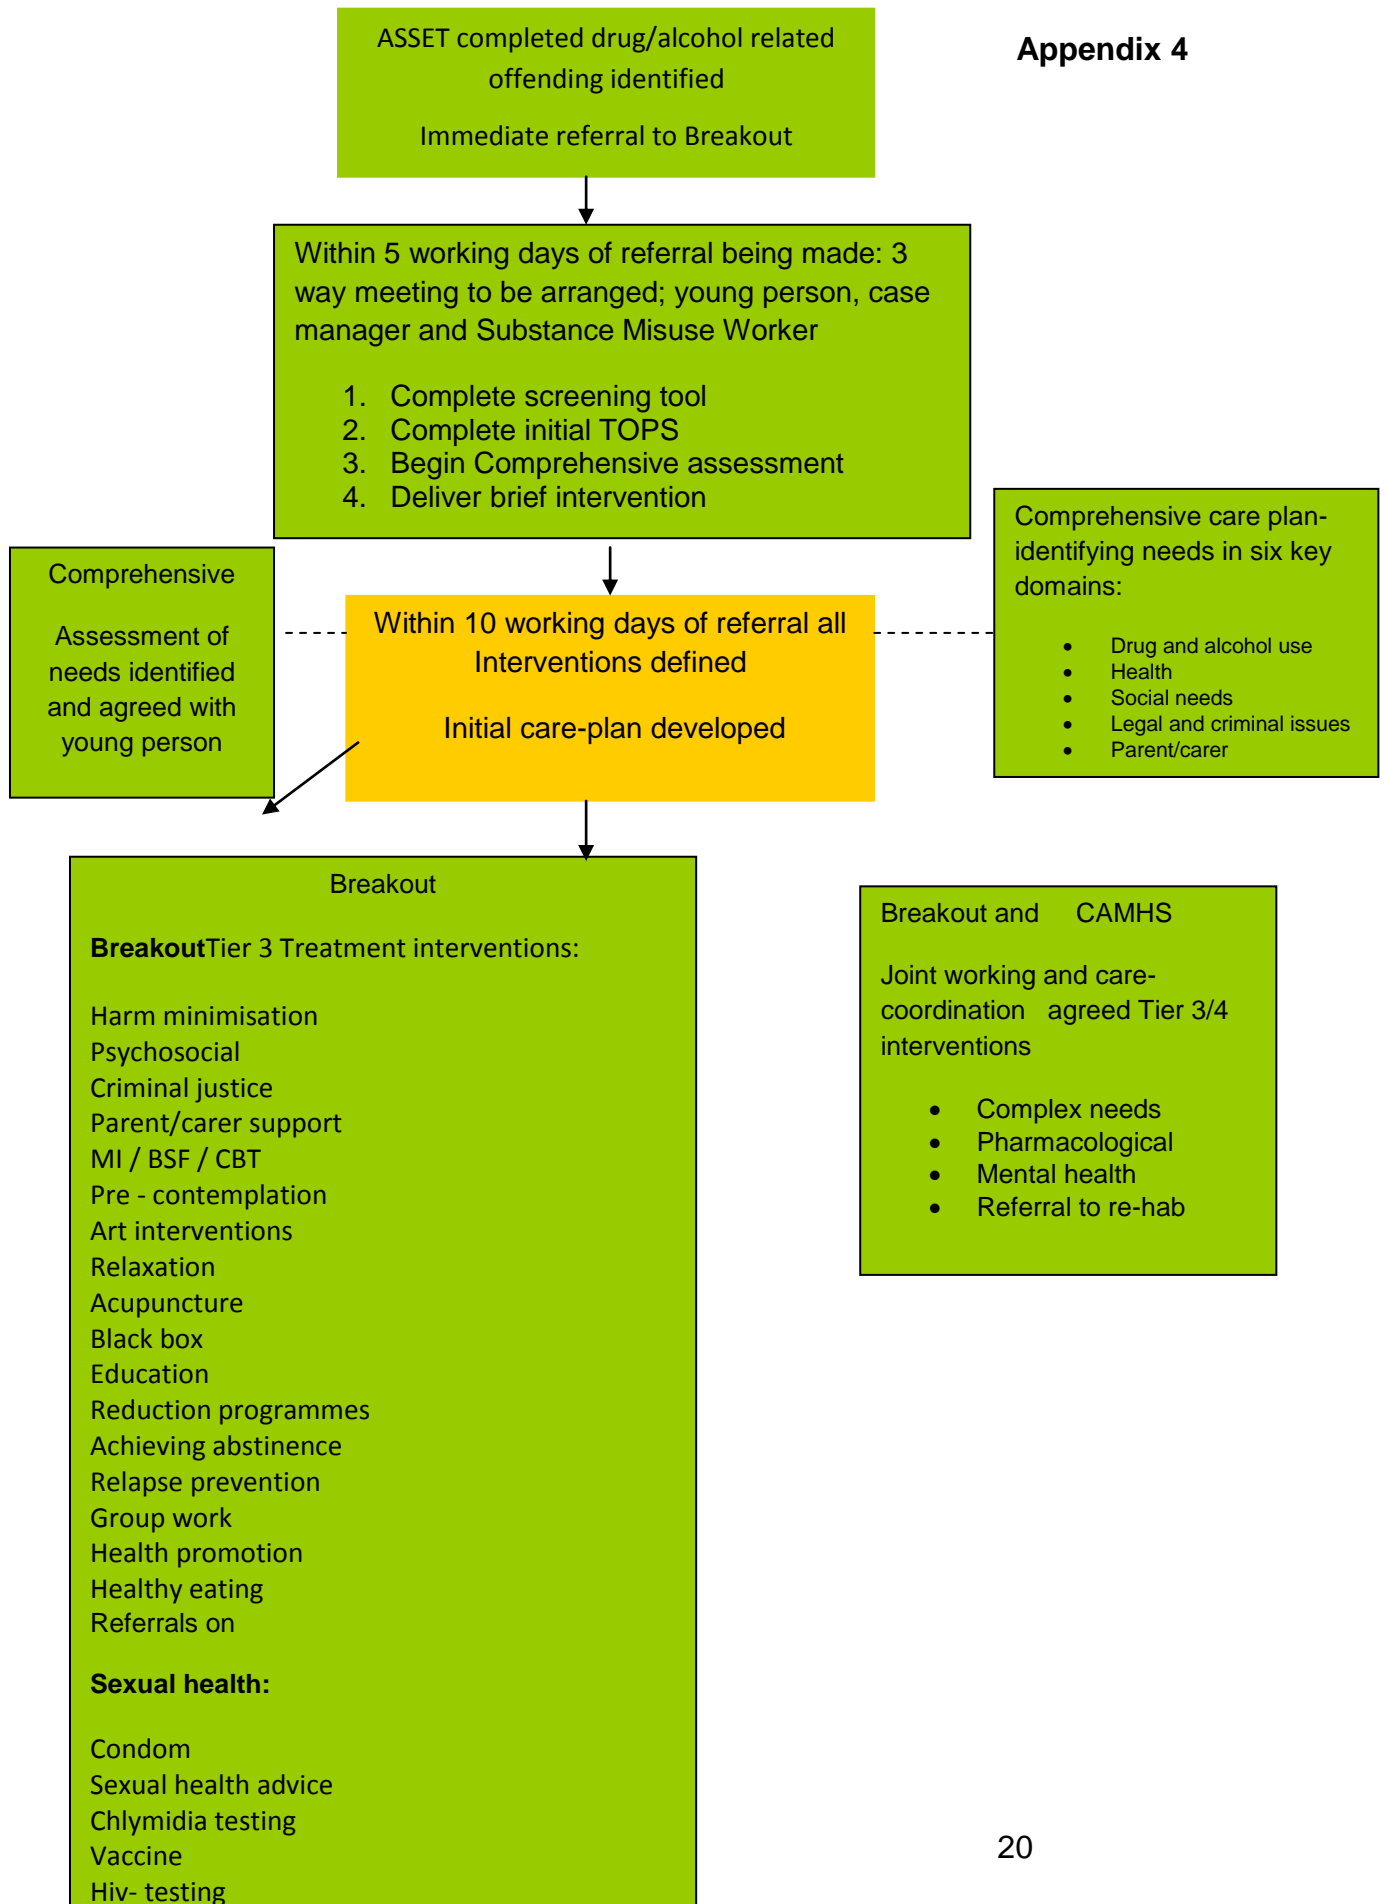 ASSET completed drug/alcohol related
offending identified
Immediate referral to Breakout
Appendix 4
Within 5 working days of referral being made: 3
way meeting to be arranged; young person, case
manager and Substance Misuse Worker
1. Complete screening tool
2. Complete initial TOPS
3. Begin Comprehensive assessment
4. Deliver brief intervention
Comprehensive
Assessment of
needs identified
and agreed with
young person
Within 10 working days of referral all
Interventions defined
Initial care-plan developed
Comprehensive care plan-
identifying needs in six key
domains:
• Drug and alcohol use
• Health
• Social needs
• Legal and criminal issues
• Parent/carer
Breakout
BreakoutTier 3 Treatment interventions:
Harm minimisation
Psychosocial
Criminal justice
Parent/carer support
MI / BSF / CBT
Pre - contemplation
Art interventions
Relaxation
Acupuncture
Black box
Education
Reduction programmes
Achieving abstinence
Relapse prevention
Group work
Health promotion
Healthy eating
Referrals on
Sexual health:
Condom
Sexual health advice
Chlymidia testing
Vaccine
Hiv- testing
Breakout and CAMHS
Joint working and care-
coordination agreed Tier 3/4
interventions
• Complex needs
• Pharmacological
• Mental health
• Referral to re-hab
20